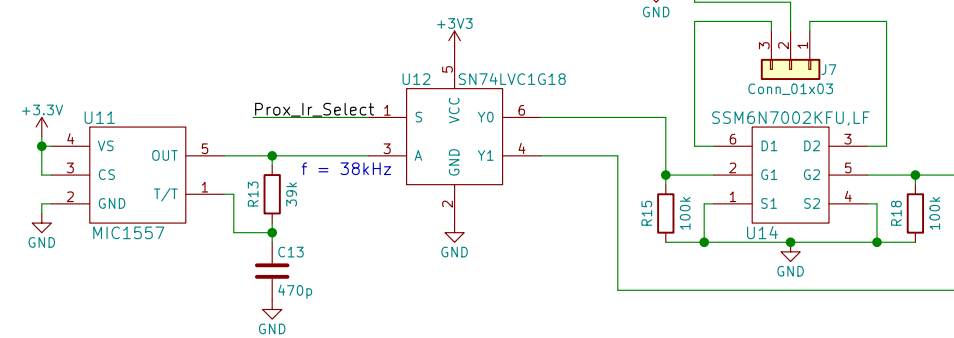 GND
+3V3
3
2
1
J7
Conn_01x03
U12
SN74LVC1G18
5
+3.3V
U11
Prox_Ir_Select
1
S
VCC
Y0
6
SSM6N7002KFU,LF
4
VS
OUT
5
3
A
GND
Y1
4
f = 38kHz
6
D1
D2
3
3
CS
2
G1
G2
5
T/T
1
R13
39k
2
GND
1
S1
S2
4
R15
100k
R18
100k
2
MIC1557
U14
GND
GND
GND
C13
470p
GND